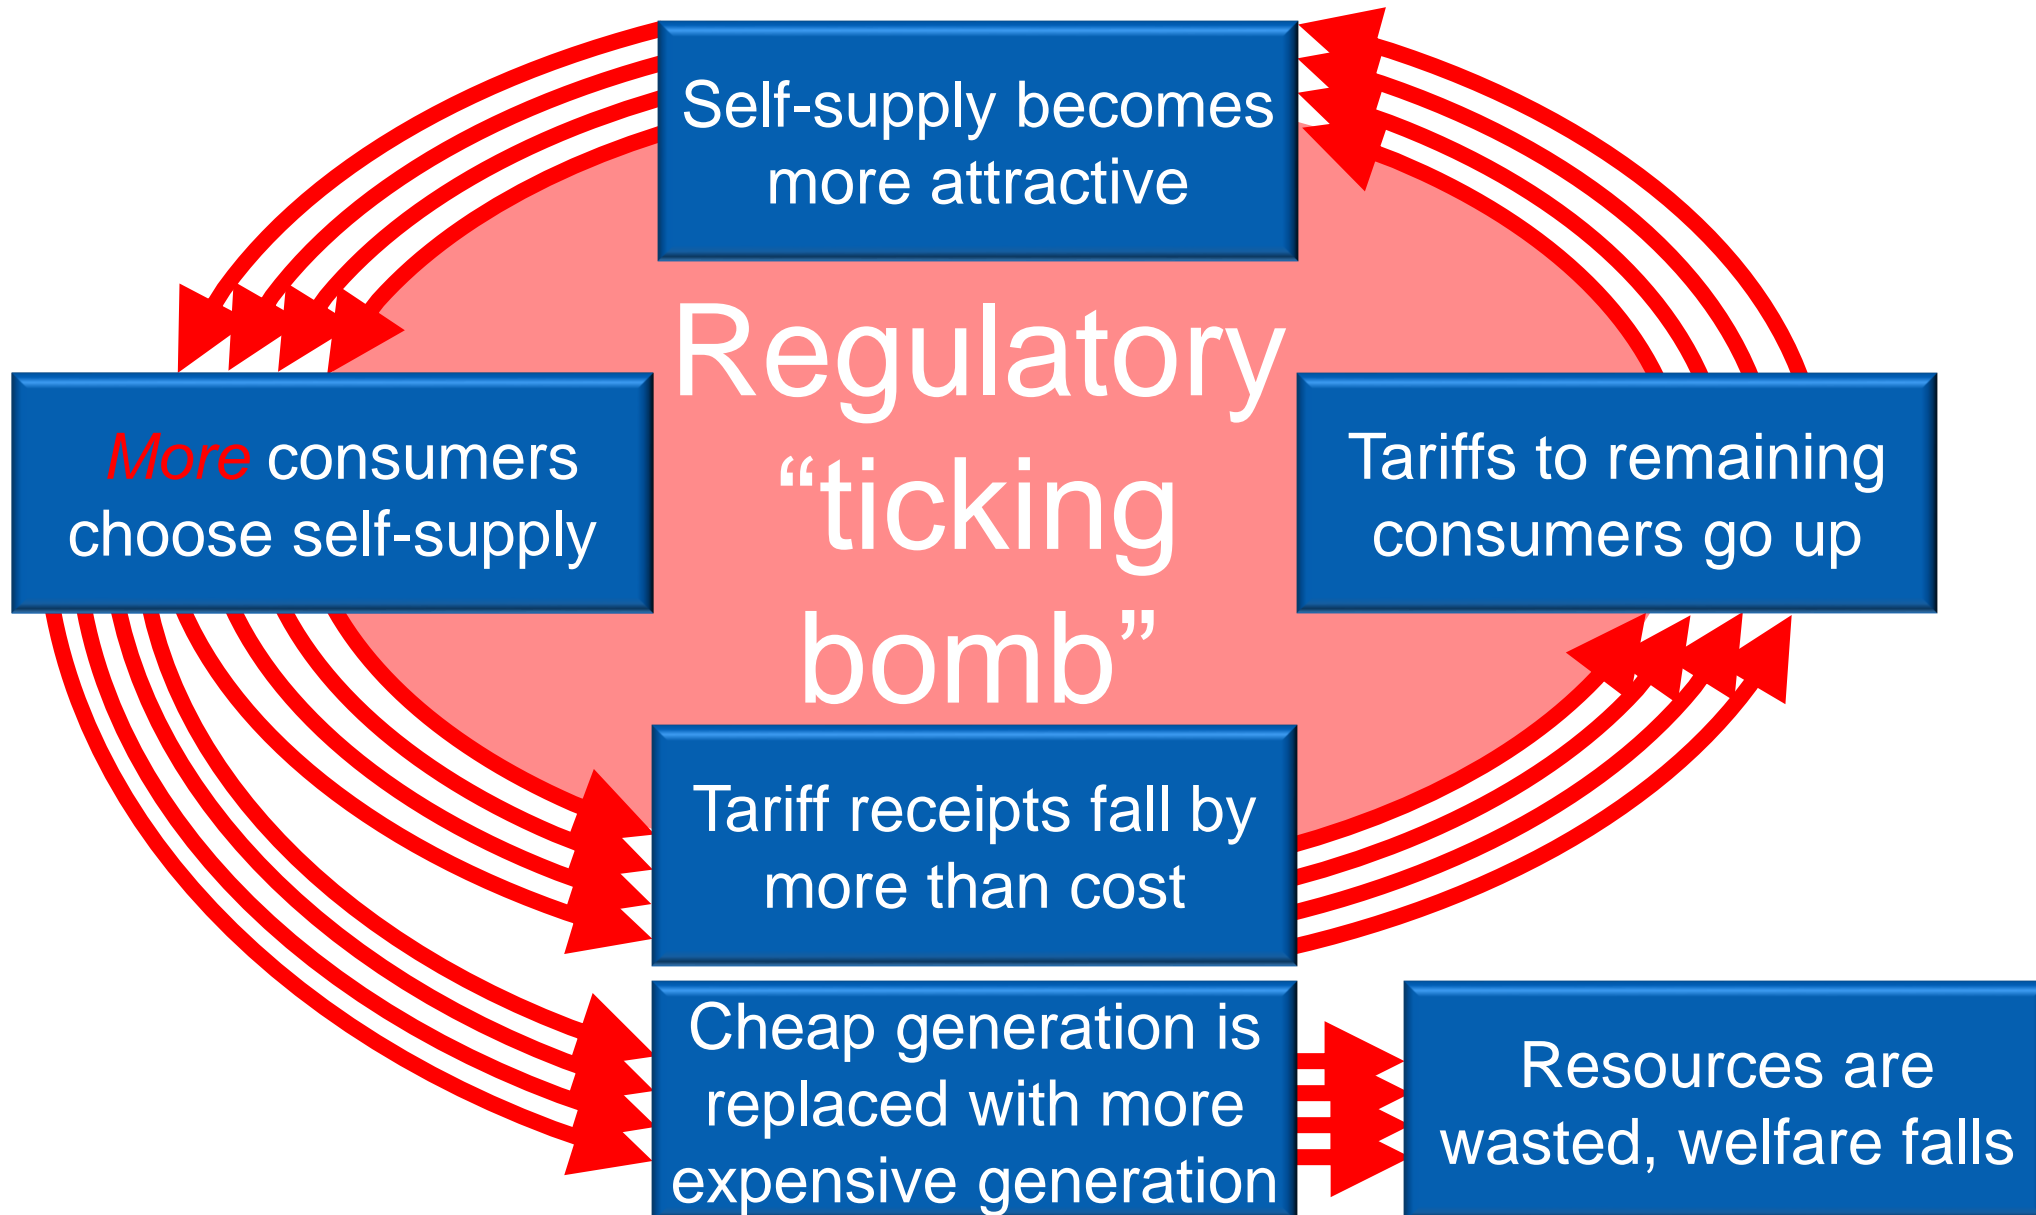 Self-supply becomes
more attractive
Regulatory
“ticking
bomb”
More consumers
choose self-supply
Tariffs to remaining
consumers go up
Tariff receipts fall by
more than cost
Cheap generation is
replaced with more
expensive generation
Resources are
wasted, welfare falls